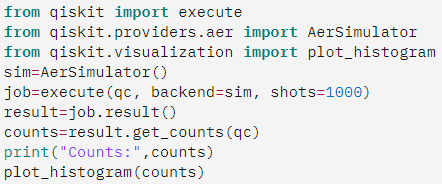 from qiskit import execute
from qiskit.providers.aer import AerSimulator
from qiskit.visualization import plot_histogram
sim=AerSimulator()
job=execute(qc, backend=sim, shots=1000)
result=job.result()
counts=result.get_counts(qc)
print("Counts:",counts)
plot_histogram(counts)